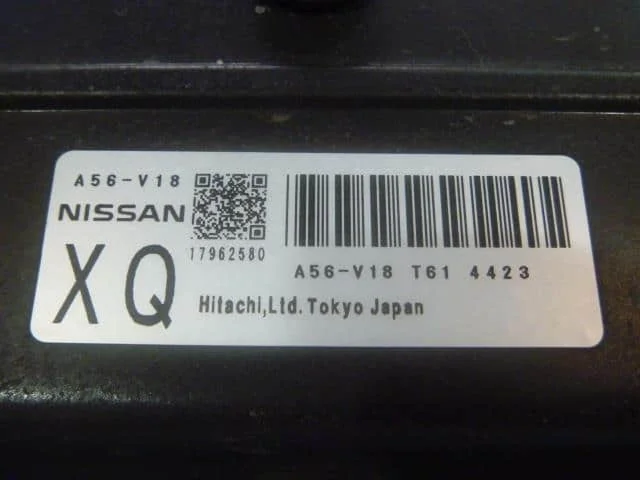 A56-V18
NISSAN
17962580
XQ
A56-V18 T61 4423
Hitachi,Ltd.Tokyo Japan